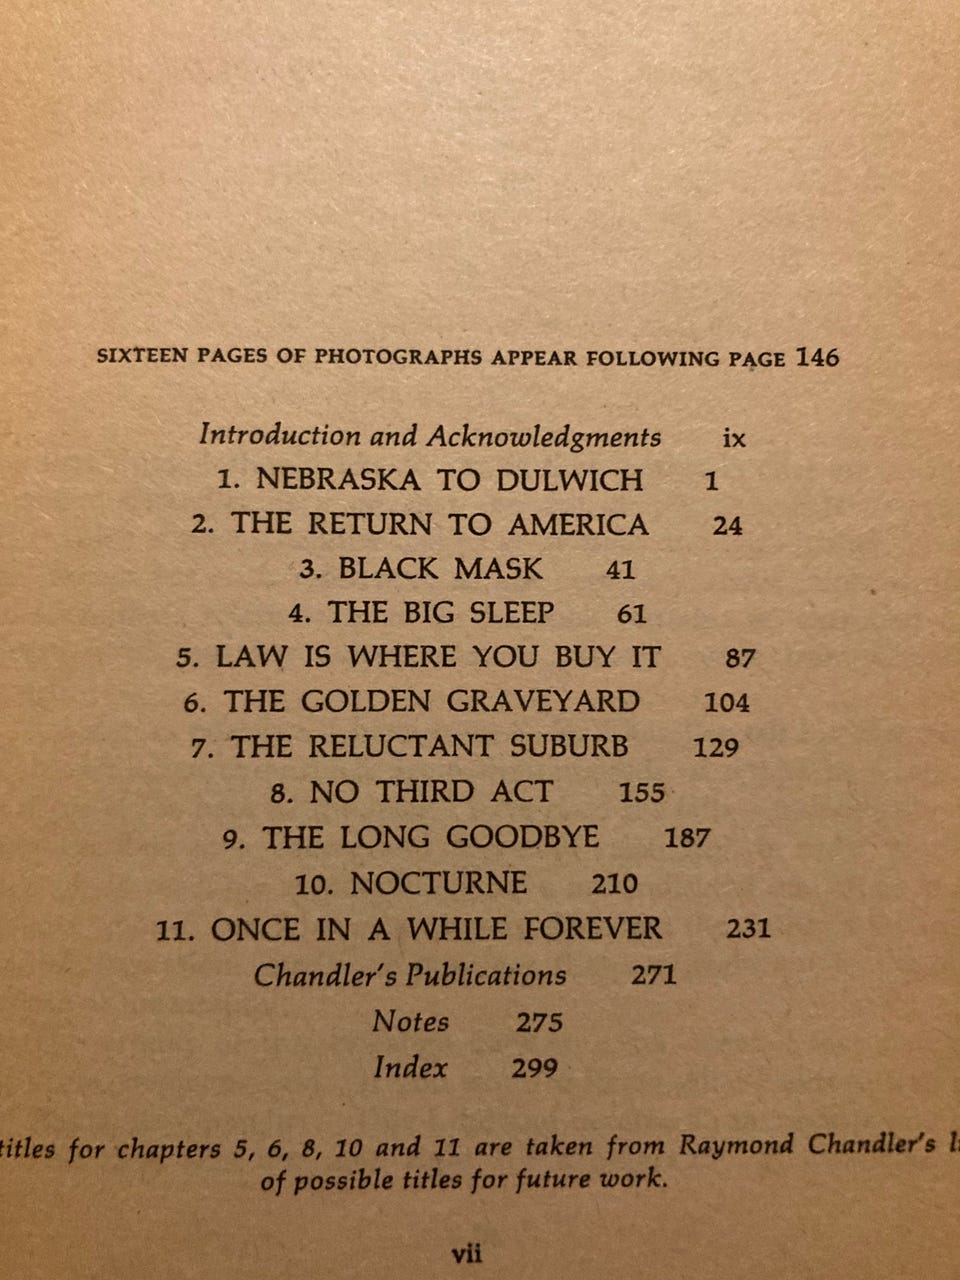 SIXTEEN PAGES OF PHOTOGRAPHS APPEAR FOLLOWING PAGE 146
Introduction and Acknowledgments ix
1. NEBRASKA TO DULWICH 1
2. THE RETURN TO AMERICA 24
3. BLACK MASK 41
4. THE BIG SLEEP 61
5. LAW IS WHERE YOU BUY IT 87
6. THE GOLDEN GRAVEYARD 104
7. THE RELUCTANT SUBURB 129
8. NO THIRD ACT 155
9. THE LONG GOODBYE 187
10. NOCTURNE 210
11. ONCE IN A WHILE FOREVER 231
Chandler's Publications 271
Notes 275
Index 299
titles for chapters 5, 6, 8, 10 and 11 are taken from Raymond Chandler's
of possible titles for future work.
vii